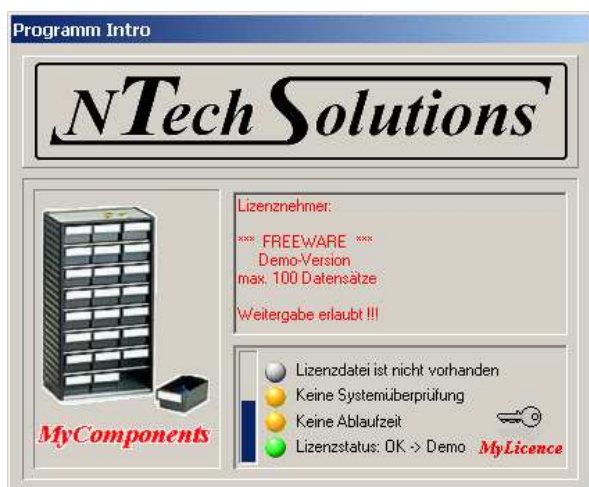 Programm Intro
NTech Solutions
Lizenznehmer:
*** FREEWARE ***
Demo-Version
max. 100 Datensätze
Weitergabe erlaubt !!!
MyComponents
Lizenzdatei ist nicht vorhanden
Keine Systemüberprüfung
Keine Ablaufzeit
Lizenzstatus: OK -> Demo
MyLicence